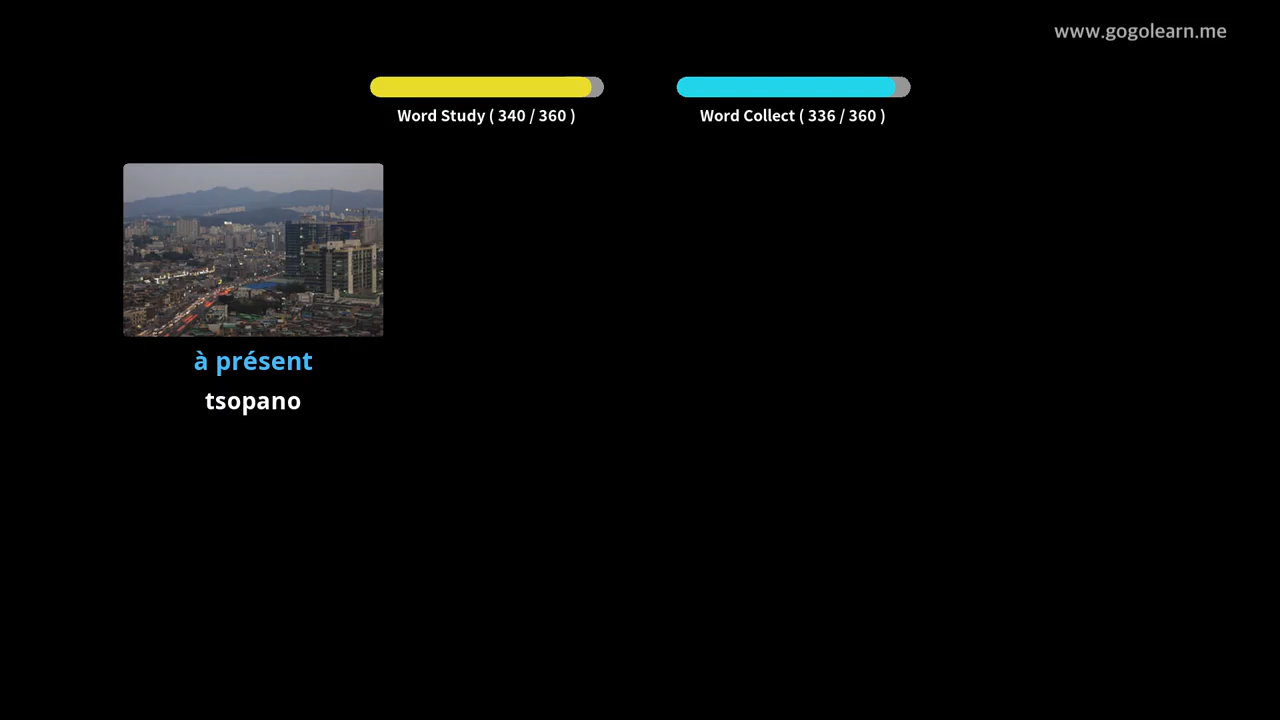 www.gogolearn.me
Word Study ( 340 / 360 )
Word Collect ( 336 / 360 )
à présent
tsopano